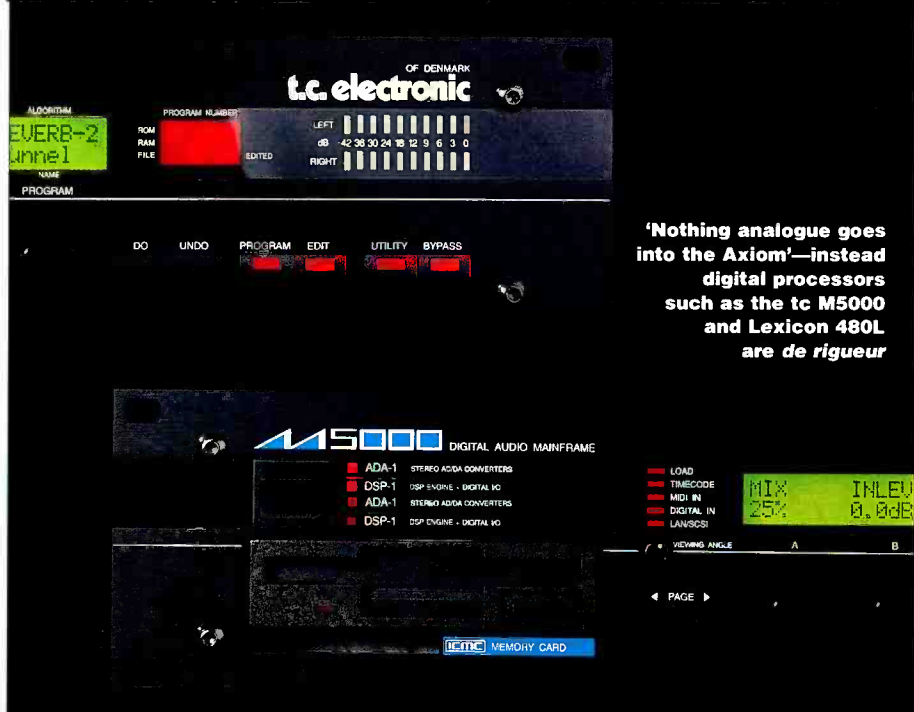 OF DENMARK
t.c. electronic
ALGORITHM
EVERB-2
unnel
NAME
PROGRAM
PROGRAM NUMBER
ROM
RAM
FILE
EDITED
LEFT
dB -42 36 30 24 18 12 9 6 3 0
RIGHT
DO UNDO PROGRAM EDIT UTILITY BYPASS
'Nothing analogue goes
into the Axiom'—instead
digital processors
such as the tc M5000
and Lexicon 480L
are de rigueur
M5000 DIGITAL AUDIO MAINFRAME
ADA-1 STEREO AD/DA CONVERTERS
DSP-1 DSP ENGINE + DIGITAL I/O
ADA-1 STEREO AD/DA CONVERTERS
DSP-1 DSP ENGINE + DIGITAL I/O
LOAD
TIMECODE
MIDI IN
DIGITAL IN
LAN/SCSI
MIX INLEV
25% 0.0dB
VIEWING ANGLE A B
◄ PAGE ►
MEMORY CARD